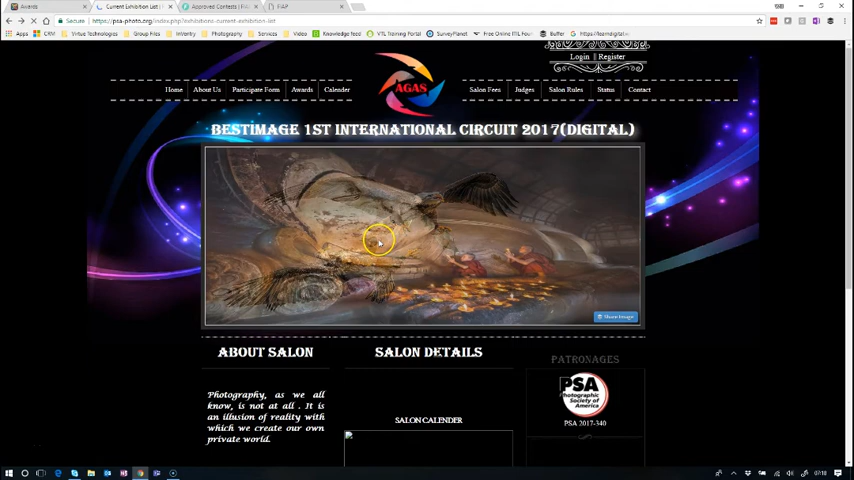 Awards
Current Exhibition List |
Approved Contests |
FIAP
Secure
https://psa-photo.org/index.php?exhibitions-current-exhibition-list
Apps
CRM
Virtue Technologies
Group Files
Intranty
Photography
Services
Video
Knowledge feed
VTL Training Portal
SurveyPlanet
Free Online ITIL Foun
Buffer
https://learndigital.
Login || Register
Home
About Us
Participate Form
Awards
Calender
AGAS
Salon Fees
Judges
Salon Rules
Status
Contact
BESTIMAGE 1ST INTERNATIONAL CIRCUIT 2017(DIGITAL)
Share Image
ABOUT SALON
Photography, as we all
know, is not at all . It is
an illusion of reality with
which we create our own
private world.
SALON DETAILS
SALON CALENDER
PATRONAGES
PSA
Photographic
Society of
America
PSA 2017-340
07:18